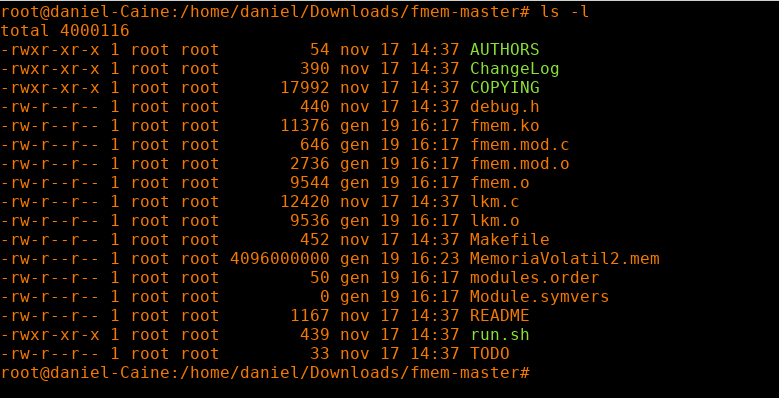 root@daniel-Caine:/home/daniel/Downloads/fmem-master# ls -l
total 4000116
-rwxr-xr-x 1 root root         54 nov 17 14:37 AUTHORS
-rwxr-xr-x 1 root root        390 nov 17 14:37 ChangeLog
-rwxr-xr-x 1 root root      17992 nov 17 14:37 COPYING
-rw-r--r-- 1 root root        440 nov 17 14:37 debug.h
-rw-r--r-- 1 root root      11376 gen 19 16:17 fmem.ko
-rw-r--r-- 1 root root        646 gen 19 16:17 fmem.mod.c
-rw-r--r-- 1 root root       2736 gen 19 16:17 fmem.mod.o
-rw-r--r-- 1 root root       9544 gen 19 16:17 fmem.o
-rw-r--r-- 1 root root      12420 nov 17 14:37 lkm.c
-rw-r--r-- 1 root root       9536 gen 19 16:17 lkm.o
-rw-r--r-- 1 root root        452 nov 17 14:37 Makefile
-rw-r--r-- 1 root root 4096000000 gen 19 16:23 MemoriaVolatil2.mem
-rw-r--r-- 1 root root         50 gen 19 16:17 modules.order
-rw-r--r-- 1 root root          0 gen 19 16:17 Module.symvers
-rw-r--r-- 1 root root       1167 nov 17 14:37 README
-rwxr-xr-x 1 root root        439 nov 17 14:37 run.sh
-rw-r--r-- 1 root root         33 nov 17 14:37 TODO
root@daniel-Caine:/home/daniel/Downloads/fmem-master#